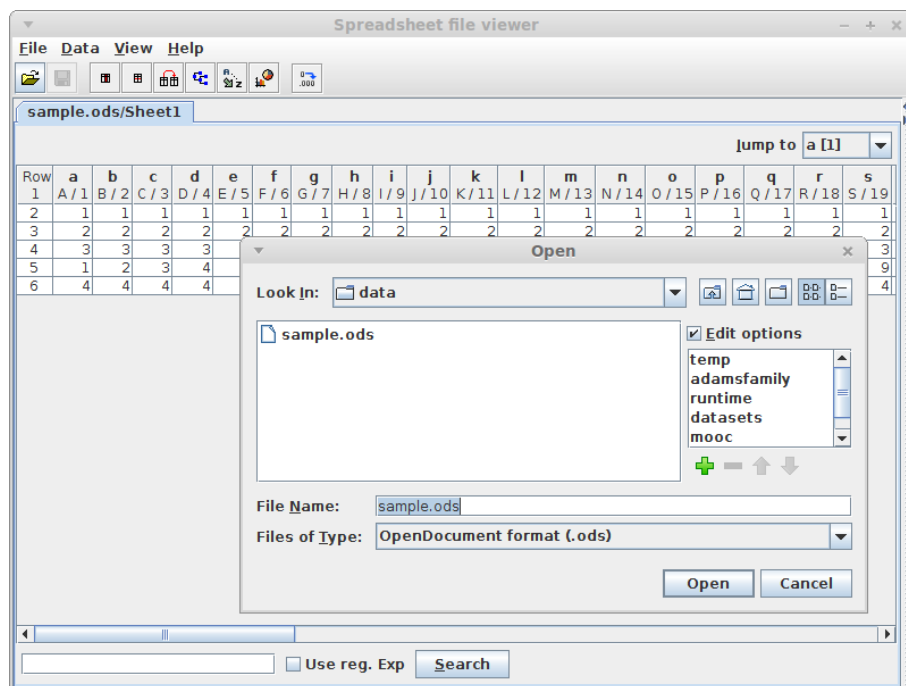 Spreadsheet file viewer
File Data View Help
sample.ods/Sheet1
Jump to a [1]
Row a b c d e f g h i j k l m n o p q r s
1 A / 1 B / 2 C / 3 D / 4 E / 5 F / 6 G / 7 H / 8 I / 9 J / 10 K / 11 L / 12 M / 13 N / 14 O / 15 P / 16 Q / 17 R / 18 S / 19
2 1 1 1 1 1 1 1 1 1 1 1 1 1 1 1 1 1 1 1
3 2 2 2 2 2 2 2 2 2 2 2 2 2 2 2 2 2 2 2
4 3 3 3 3 3
5 1 2 3 4 9
6 4 4 4 4 4
Open
Look In: data
sample.ods
Edit options
temp
adamsfamily
runtime
datasets
mooc
File Name: sample.ods
Files of Type: OpenDocument format (.ods)
Open Cancel
Use reg. Exp Search